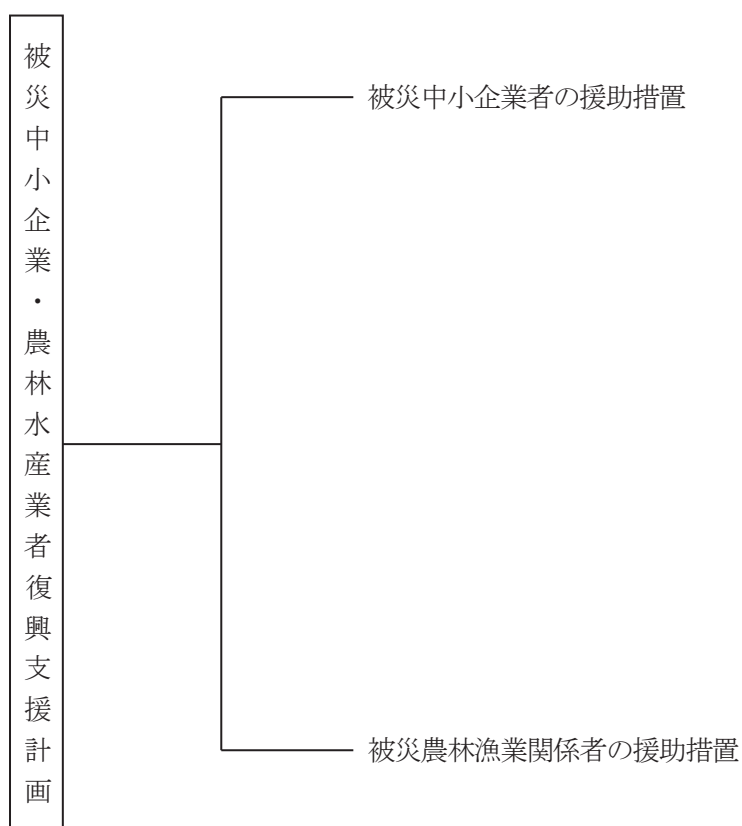 被災中小企業・農林水産業者復興支援計画
被災中小企業者の援助措置
被災農林漁業関係者の援助措置